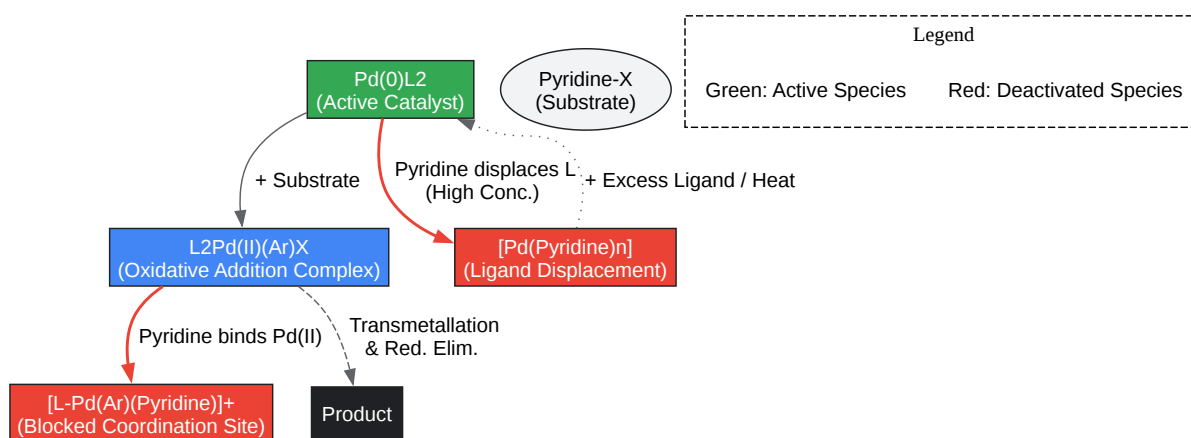 Legend
Green: Active Species
Red: Deactivated Species
Pd(0)L2
(Active Catalyst)
Pyridine-X
(Substrate)
+ Substrate
Pyridine displaces L
(High Conc.)
+ Excess Ligand / Heat
L2Pd(II)(Ar)X
(Oxidative Addition Complex)
[Pd(Pyridine)n]
(Ligand Displacement)
Pyridine binds Pd(II)
Transmetallation
& Red. Elim.
[L-Pd(Ar)(Pyridine)]+
(Blocked Coordination Site)
Product